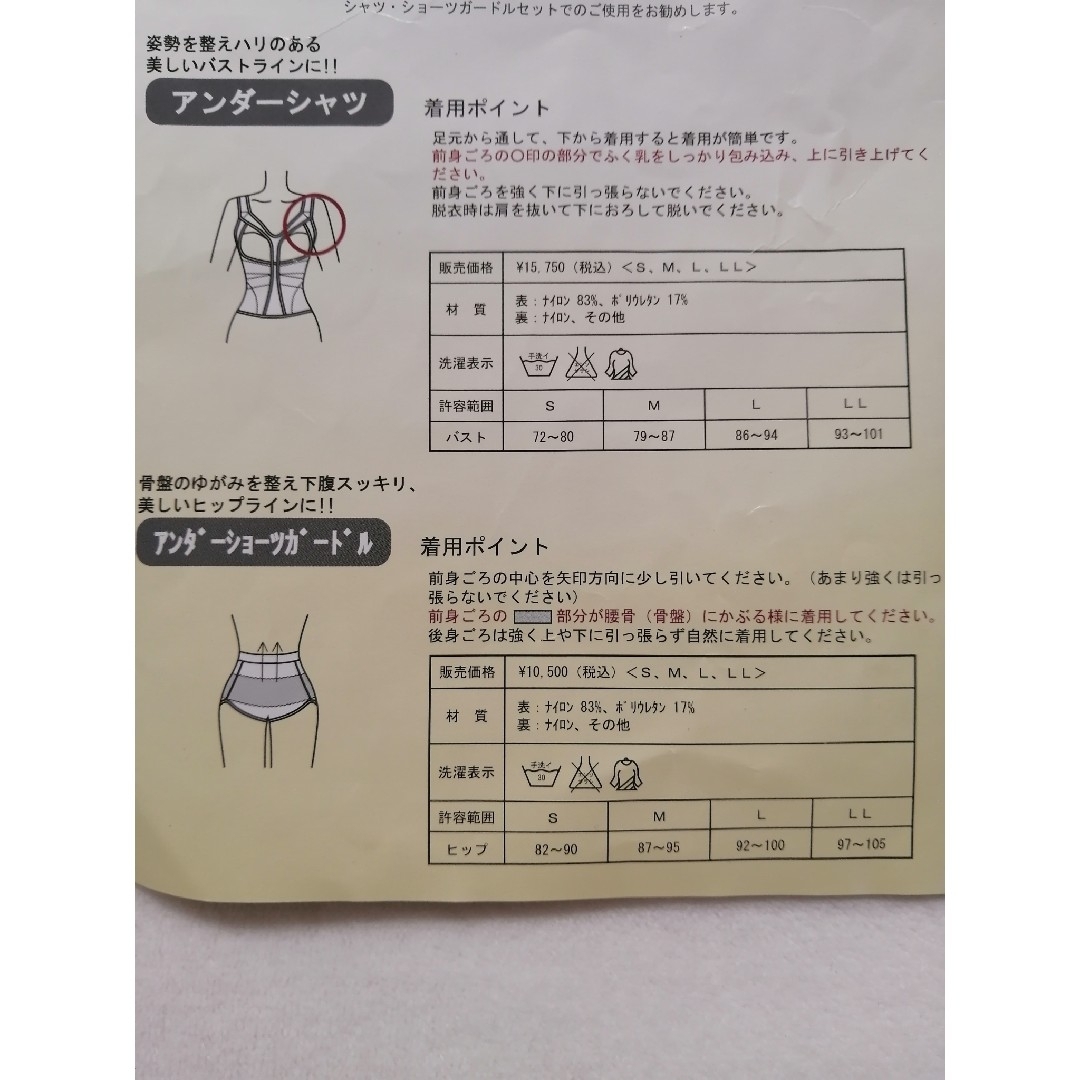 シャツ・ショーツガードルセットでのご使用をお勧めします。
姿勢を整えハリのある
美しいバストラインに!!
アンダーシャツ
着用ポイント
足元から通して、下から着用すると着用が簡単です。
前身ごろの〇印の部分でふく乳をしっかり包み込み、上に引き上げてく
ださい。
前身ごろを強く下に引っ張らないでください。
脱衣時は肩を抜いて下におろして脱いでください。
販売価格 ¥15,750（税込）＜S、M、L、LL＞
材 質 表：ﾅｲﾛﾝ 83%、ﾎﾟﾘｳﾚﾀﾝ 17%
裏：ﾅｲﾛﾝ、その他
洗濯表示 手洗イ 30
許容範囲 S M L LL
バスト 72～80 79～87 86～94 93～101
骨盤のゆがみを整え下腹スッキリ、
美しいヒップラインに!!
ｱﾝﾀﾞｰｼｮｰﾂｶﾞｰﾄﾞﾙ
着用ポイント
前身ごろの中心を矢印方向に少し引いてください。（あまり強くは引っ
張らないでください）
前身ごろの 部分が腰骨（骨盤）にかぶる様に着用してください。
後身ごろは強く上や下に引っ張らず自然に着用してください。
販売価格 ¥10,500（税込）＜S、M、L、LL＞
材 質 表：ﾅｲﾛﾝ 83%、ﾎﾟﾘｳﾚﾀﾝ 17%
裏：ﾅｲﾛﾝ、その他
洗濯表示 手洗イ 30
許容範囲 S M L LL
ヒップ 82～90 87～95 92～100 97～105